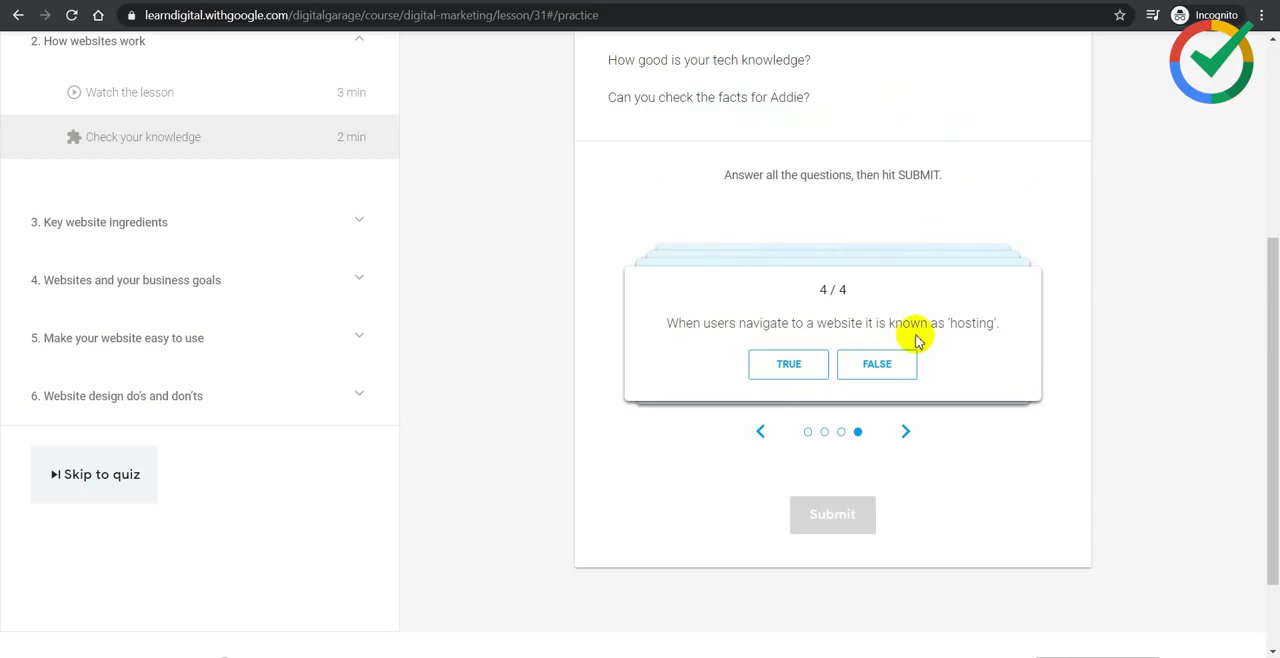 learndigital.withgoogle.com/digitalgarage/course/digital-marketing/lesson/31#/practice
Incognito
2. How websites work
Watch the lesson
3 min
Check your knowledge
2 min
3. Key website ingredients
4. Websites and your business goals
5. Make your website easy to use
6. Website design do's and don'ts
Skip to quiz
How good is your tech knowledge?
Can you check the facts for Addie?
Answer all the questions, then hit SUBMIT.
4 / 4
When users navigate to a website it is known as ‘hosting’.
TRUE
FALSE
Submit